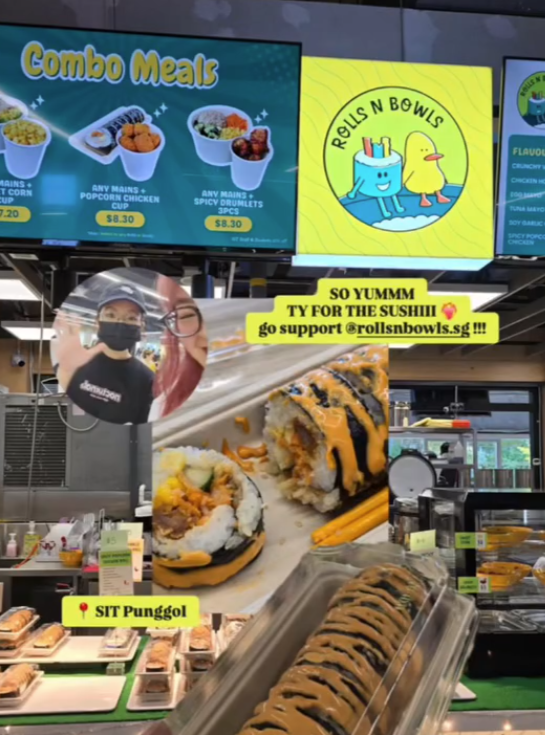 Combo Meals
ANY MAINS +
POPCORN CHICKEN
CUP
$8.30
ANY MAINS +
SPICY DRUMLETS
3PCS
$8.30
MAINS +
CORN
CUP
7.20
ROLLS N BOWLS
FLAVOU
CRUNCHY
CHICKEN
TUNA MAYO
SOY GARLIC
SPICY POPC
CHICKEN
SO YUMMM
TY FOR THE SUSHIII
go support @rollsnbowls.sg !!!
📍 SIT Punggol